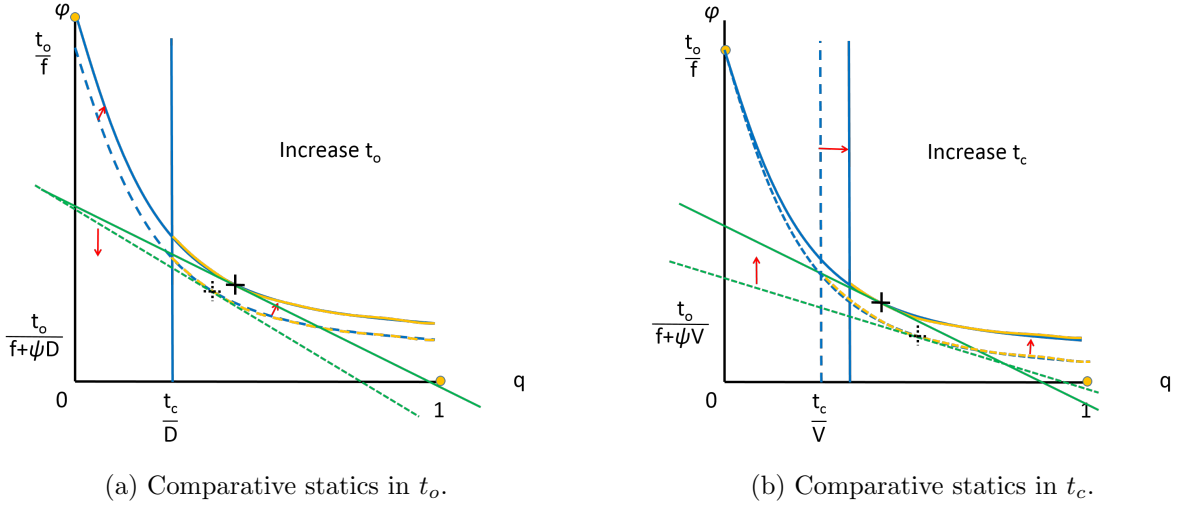 φ
t_o
f
Increase t_o
t_o
f+ψD
0
t_c
D
1
q
(a) Comparative statics in t_o.
φ
t_o
f
Increase t_c
t_o
f+ψV
0
t_c
V
1
q
(b) Comparative statics in t_c.